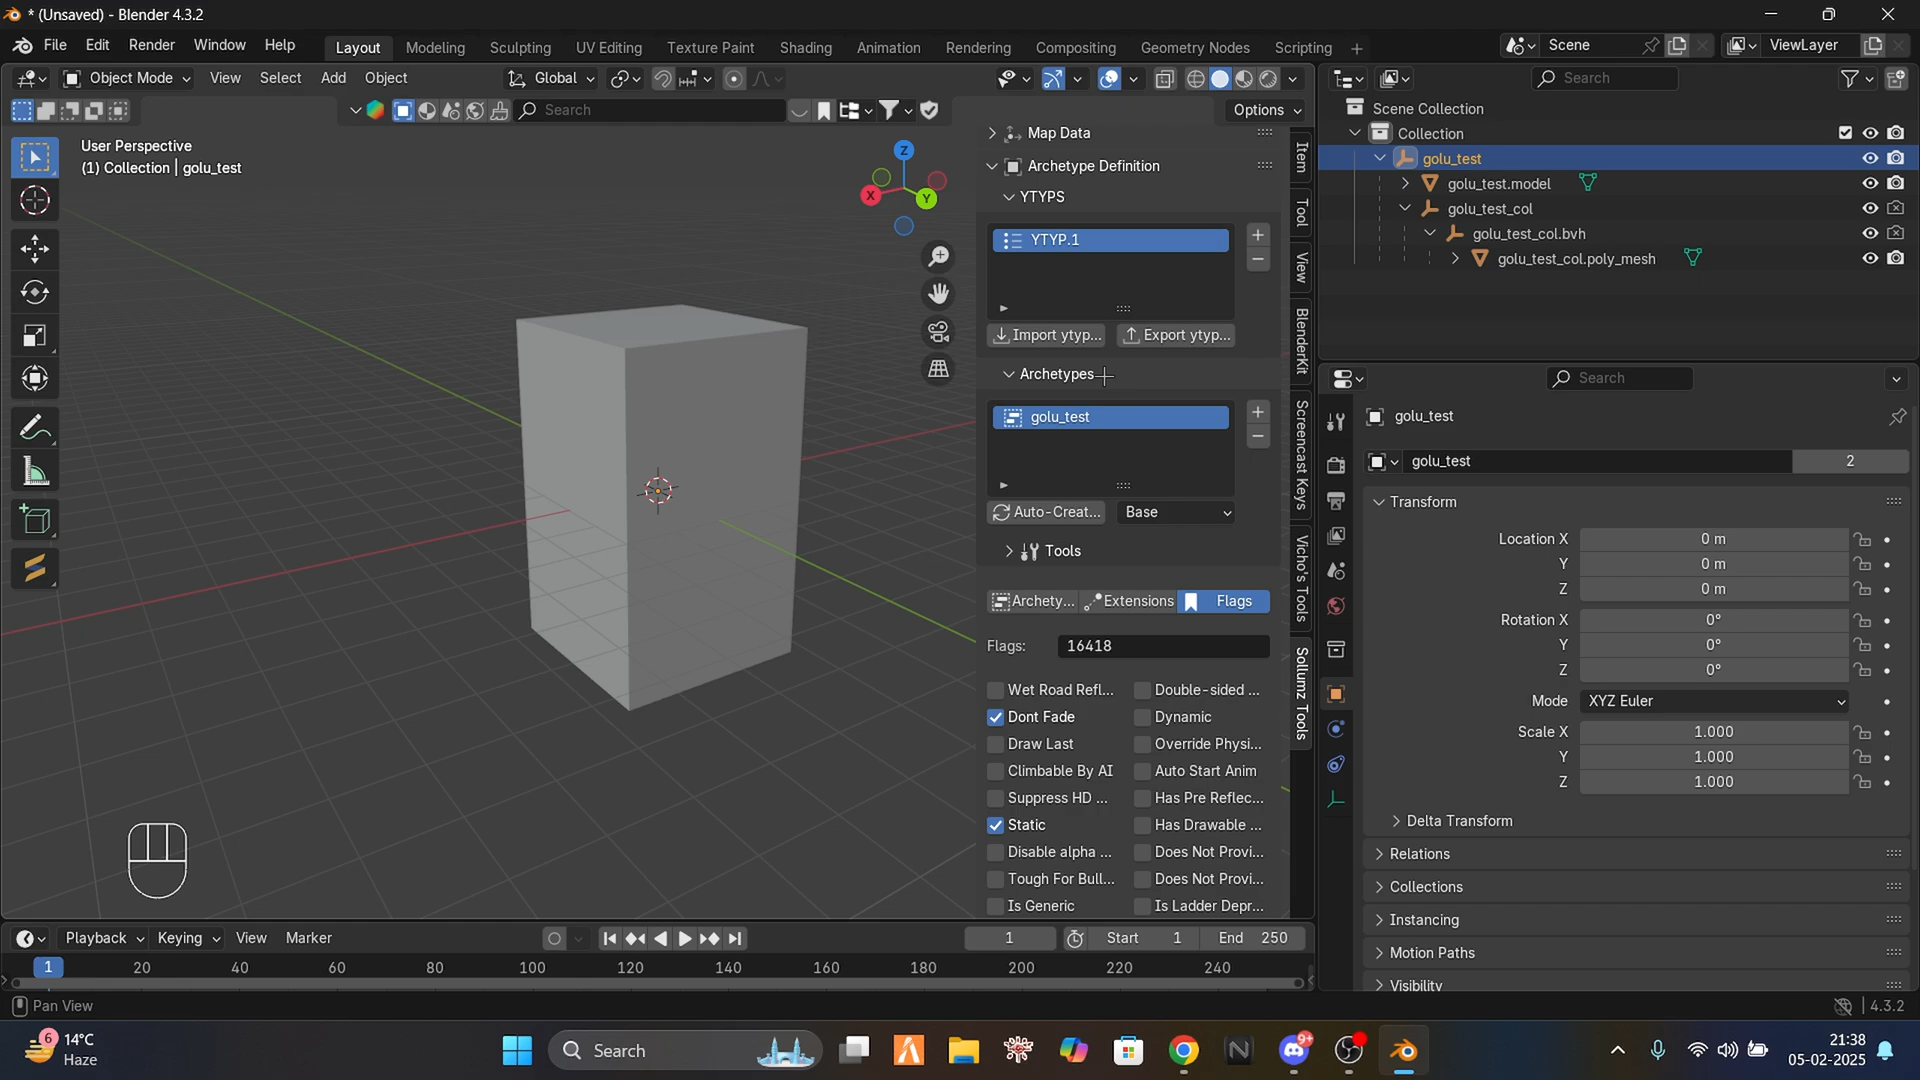 * (Unsaved) - Blender 4.3.2
File Edit Render Window Help
Layout Modeling Sculpting UV Editing Texture Paint Shading Animation Rendering Compositing Geometry Nodes Scripting +
Scene
ViewLayer
Object Mode View Select Add Object
Global
Search
Search
Options
User Perspective
(1) Collection | golu_test
Z
X
Y
Map Data
Archetype Definition
YTYPS
YTYP.1
Import ytyp...
Export ytyp...
Archetypes
golu_test
Auto-Creat...
Base
Tools
Archety...
Extensions
Flags
Flags: 16418
Wet Road Refl...
Double-sided ...
Dont Fade
Dynamic
Draw Last
Override Physi...
Climbable By AI
Auto Start Anim
Suppress HD ...
Has Pre Reflec...
Static
Has Drawable ...
Disable alpha ...
Does Not Provi...
Tough For Bull...
Does Not Provi...
Is Generic
Is Ladder Depr...
Item
Tool
View
BlenderKit
Screencast Keys
Vicho's Tools
Sollumz Tools
Scene Collection
Collection
golu_test
golu_test.model
golu_test_col
golu_test_col.bvh
golu_test_col.poly_mesh
Search
golu_test
golu_test
2
Transform
Location X 0 m
Y 0 m
Z 0 m
Rotation X 0°
Y 0°
Z 0°
Mode XYZ Euler
Scale X 1.000
Y 1.000
Z 1.000
Delta Transform
Relations
Collections
Instancing
Motion Paths
Visibility
Playback Keying View Marker
1
Start 1
End 250
1 20 40 60 80 100 120 140 160 180 200 220 240
Pan View
4.3.2
6
14°C
Haze
Search
9+
21:38
05-02-2025